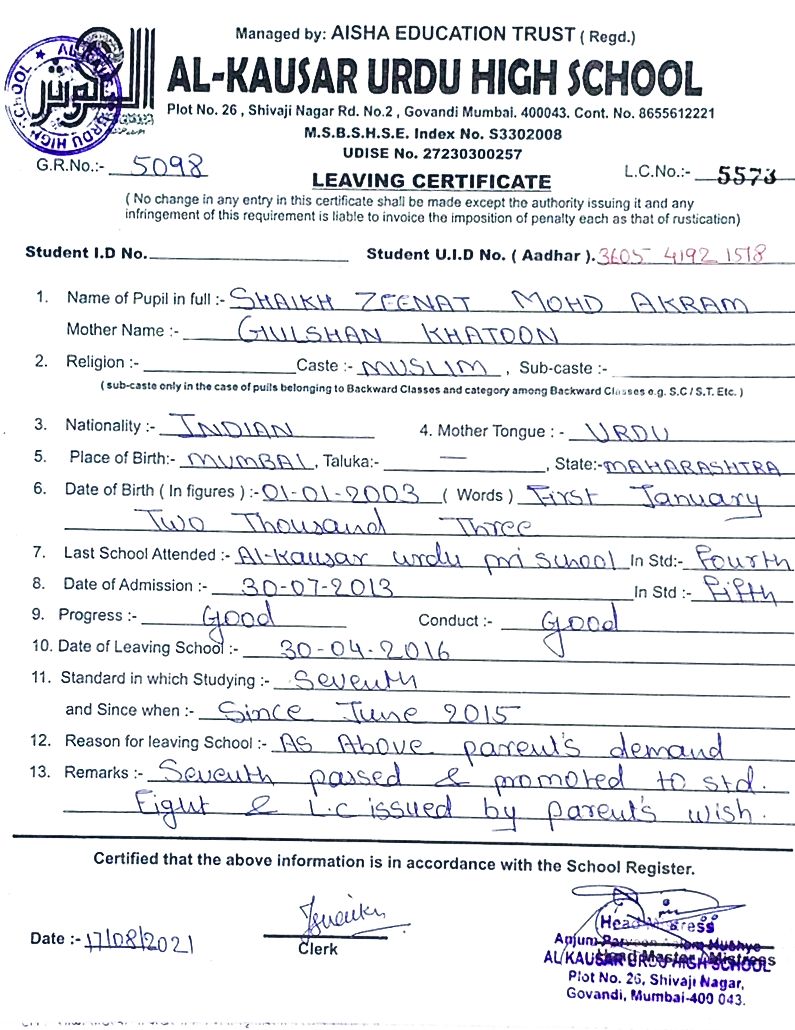 Managed by: AISHA EDUCATION TRUST ( Regd.)
AL-KAUSAR URDU HIGH SCHOOL
الكوثر
Plot No. 26 , Shivaji Nagar Rd. No.2 , Govandi Mumbai. 400043. Cont. No. 8655612221
M.S.B.S.H.S.E. Index No. S3302008
UDISE No. 27230300257
G.R.No.:- 5098 L.C.No.:- 5573
LEAVING CERTIFICATE
( No change in any entry in this certificate shall be made except the authority issuing it and any
infringement of this requirement is liable to invoice the imposition of penalty each as that of rustication)
Student I.D No. Student U.I.D No. ( Aadhar ). 3605 4192 1518
1. Name of Pupil in full :- SHAIKH ZEENAT MOHD AKRAM
Mother Name :- GULSHAN KHATOON
2. Religion :- Caste :- MUSLIM , Sub-caste :-
( sub-caste only in the case of puils belonging to Backward Classes and category among Backward Classes e.g. S.C / S.T. Etc. )
3. Nationality :- INDIAN 4. Mother Tongue : - URDU
5. Place of Birth:- MUMBAI, Taluka:- — , State:- MAHARASHTRA
6. Date of Birth ( In figures ) :- 01-01-2003 ( Words ) First January
Two Thousand Three
7. Last School Attended :- Al-Kausar urdu pri school In Std:- Fourth
8. Date of Admission :- 30-07-2013 In Std :- Fifth
9. Progress :- Good Conduct :- Good
10. Date of Leaving School :- 30-04-2016
11. Standard in which Studying :- Seventh
and Since when :- Since June 2015
12. Reason for leaving School :- As Above parent's demand
13. Remarks :- Seventh passed & promoted to std.
Eight & L.C issued by parent's wish.
Certified that the above information is in accordance with the School Register.
Date :- 17/08/2021
Clerk
Head Mistress
Anjum Parveen
Head Master / Mistress
AL KAUSAR URDU HIGH SCHOOL
Plot No. 26, Shivaji Nagar,
Govandi, Mumbai-400 043.